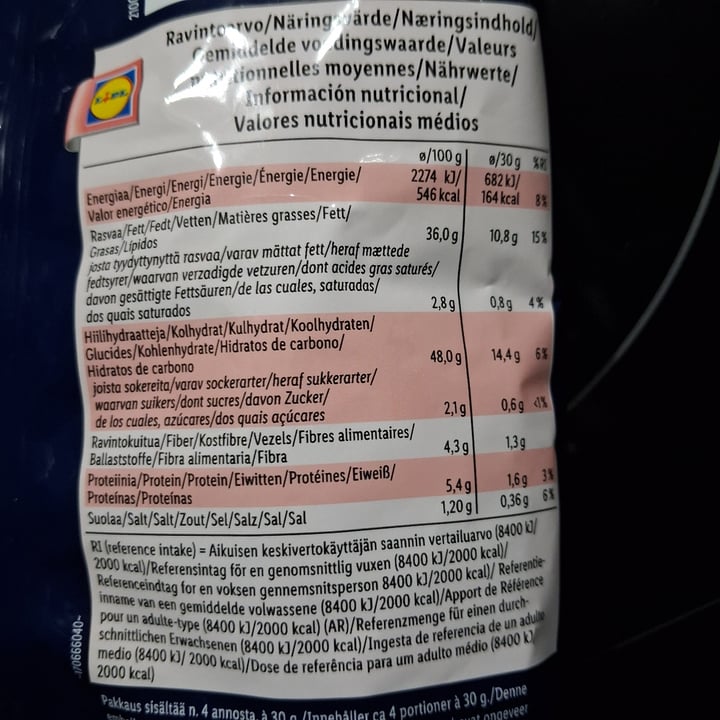 Ravintoarvo/Näringsvärde/Næringsindhold/
Gemiddelde voedingswaarde/Valeurs
nutritionnelles moyennes/Nährwerte/
Información nutricional/
Valores nutricionais médios
LIDL
ø/100 g ø/30 g %RI
Energiaa/Energi/Energi/Energie/Énergie/Energie/ 2274 kJ/ 682 kJ/
Valor energético/Energia 546 kcal 164 kcal 8%
Rasvaa/Fett/Fedt/Vetten/Matières grasses/Fett/
Grasas/Lípidos 36,0 g 10,8 g 15%
josta tyydyttynyttä rasvaa/varav mättat fett/heraf mættede
fedtsyrer/waarvan verzadigde vetzuren/dont acides gras saturés/
davon gesättigte Fettsäuren/de las cuales, saturadas/
dos quais saturados 2,8 g 0,8 g 4%
Hiilihydraatteja/Kolhydrat/Kulhydrat/Koolhydraten/
Glucides/Kohlenhydrate/Hidratos de carbono/
Hidratos de carbono 48,0 g 14,4 g 6%
joista sokereita/varav sockerarter/heraf sukkerarter/
waarvan suikers/dont sucres/davon Zucker/
de los cuales, azúcares/dos quais açúcares 2,1 g 0,6 g <1%
Ravintokuitua/Fiber/Kostfibre/Vezels/Fibres alimentaires/
Ballaststoffe/Fibra alimentaria/Fibra 4,3 g 1,3 g
Proteiinia/Protein/Protein/Eiwitten/Protéines/Eiweiß/
Proteínas/Proteínas 5,4 g 1,6 g 3%
Suolaa/Salt/Salt/Zout/Sel/Salz/Sal/Sal 1,20 g 0,36 g 6%
RI (reference intake) = Aikuisen keskivertokäyttäjän saannin vertailuarvo (8400 kJ/
2000 kcal)/Referensintag för en genomsnittlig vuxen (8400 kJ/2000 kcal)/
Referenceindtag for en voksen gennemsnitsperson 8400 kJ/2000 kcal)/ Referentie-
inname van een gemiddelde volwassene (8400 kJ/2000 kcal)/Apport de Référence
pour un adulte-type (8400 kJ/2000 kcal) (AR)/Referenzmenge für einen durch-
schnittlichen Erwachsenen (8400 kJ/2000 kcal)/Ingesta de referencia de un adulto
medio (8400 kJ/ 2000 kcal)/Dose de referência para um adulto médio (8400 kJ/
2000 kcal)
Pakkaus sisältää n. 4 annosta à 30 g./Innehåller ca 4 portioner à 30 g./Denne
ongeveer